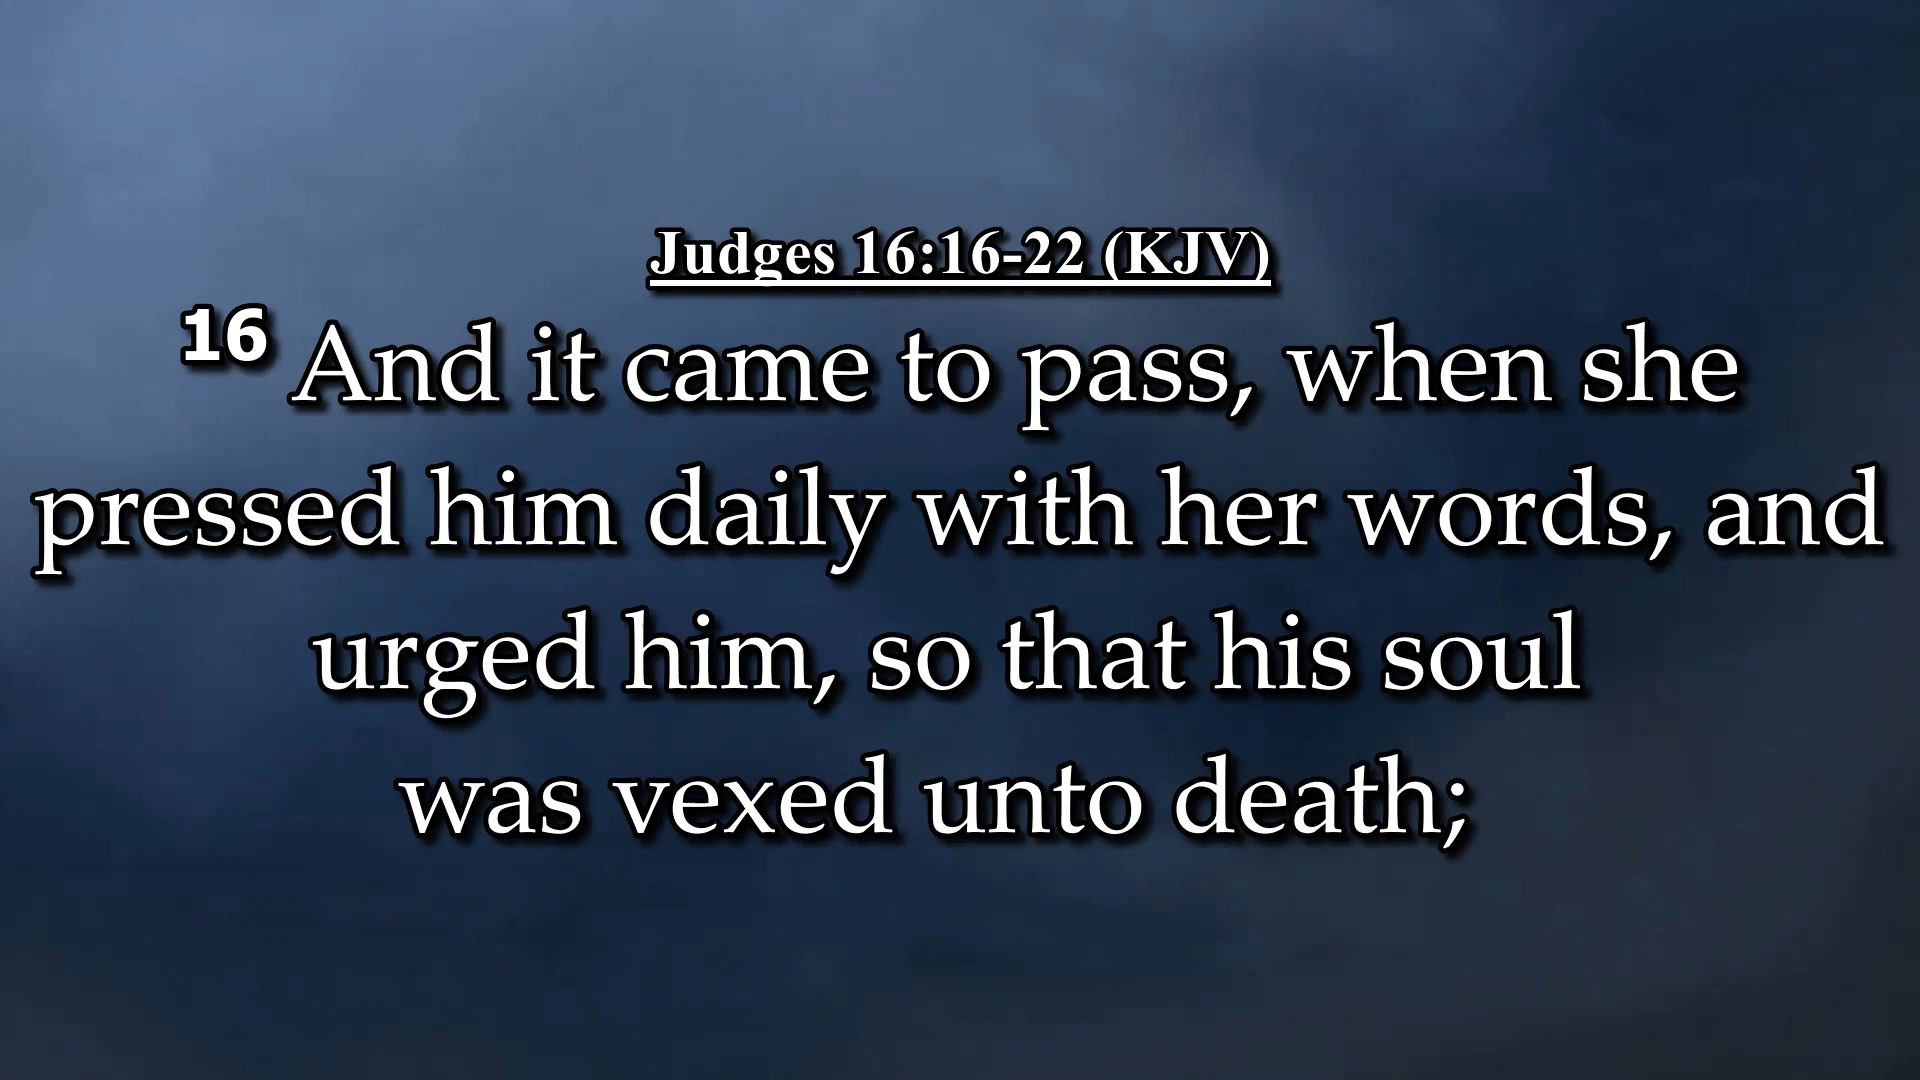 Judges 16:16-22 (KJV)
16 And it came to pass, when she
pressed him daily with her words, and
urged him, so that his soul
was vexed unto death;